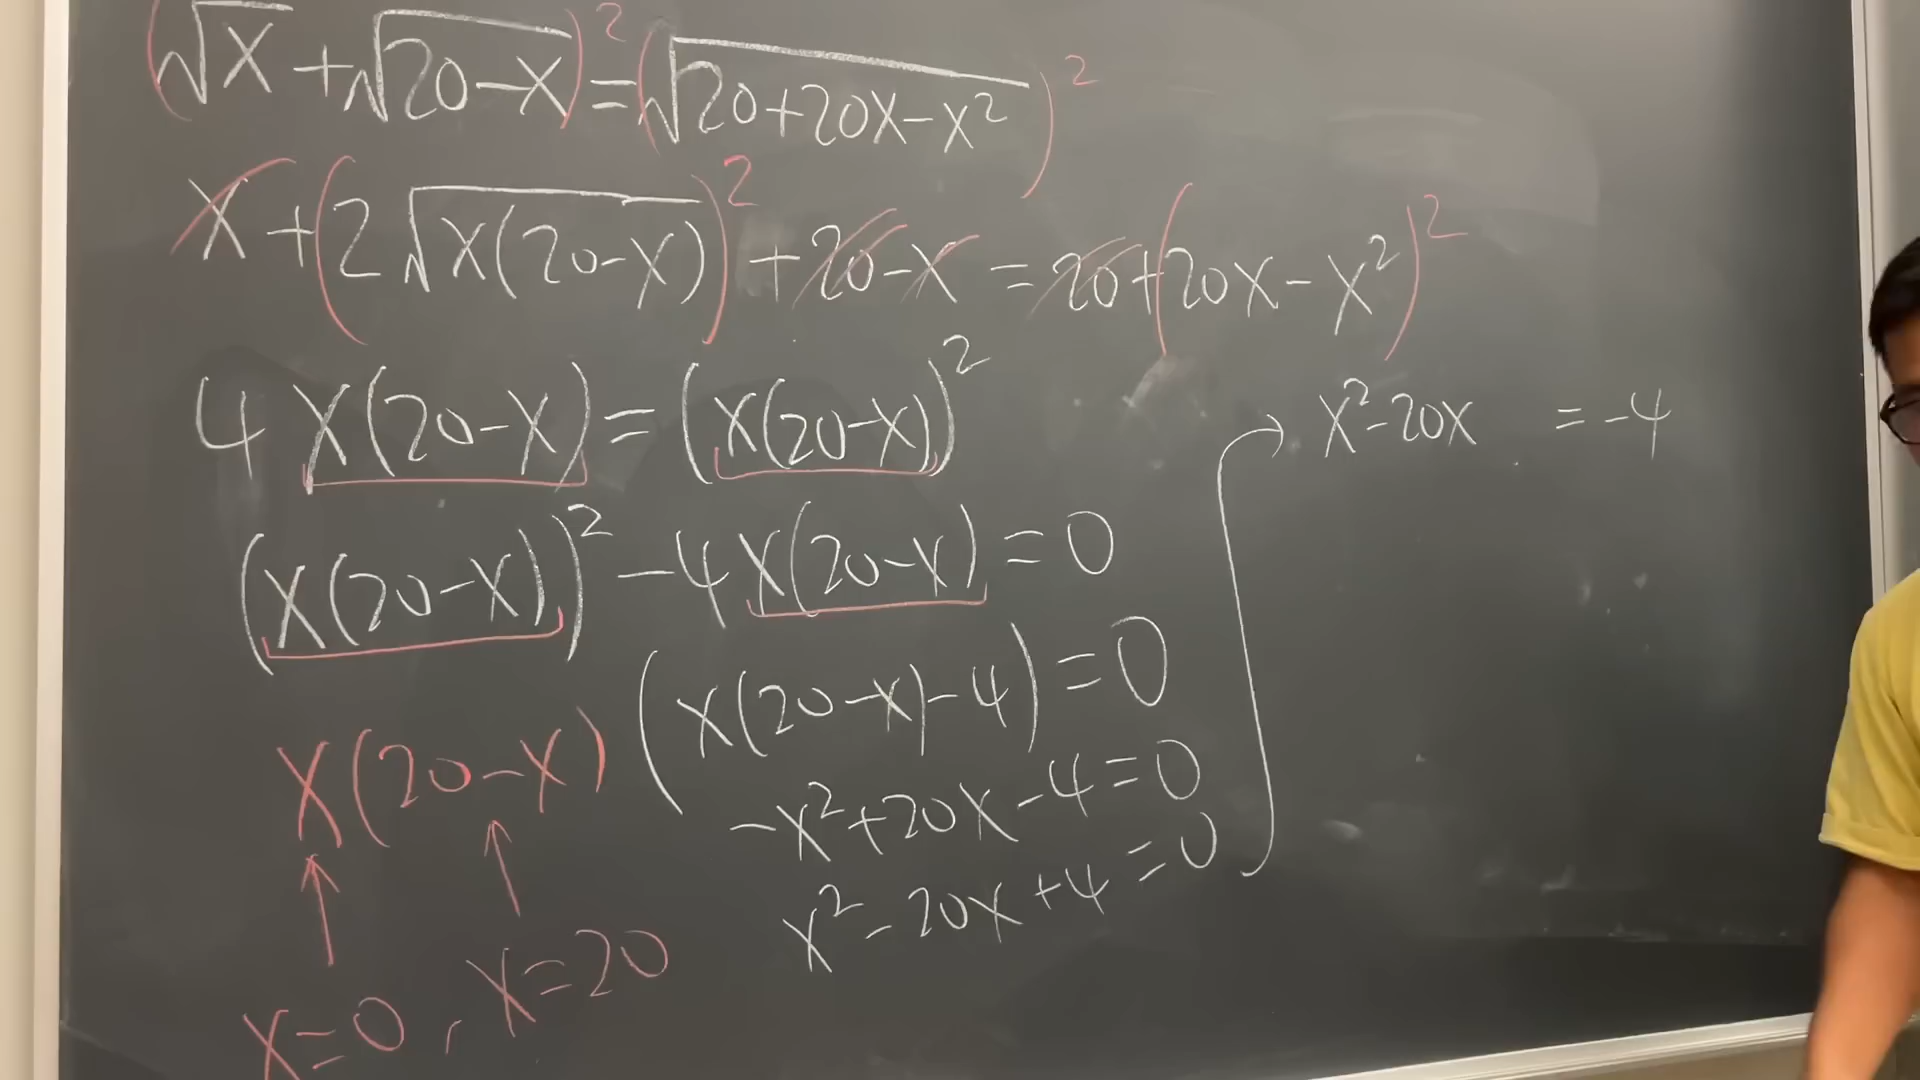 (√x + √(20-x))² = (√(20+20x-x²))²
x + (2√(x(20-x)))² + 20 - x = 20 + (20x - x²)²
4x(20-x) = (x(20-x))²
(x(20-x))² - 4x(20-x) = 0
x(20-x) (x(20-x)-4) = 0
-x²+20x-4=0
x²-20x+4=0
x=0, x=20
x²-20x = -4